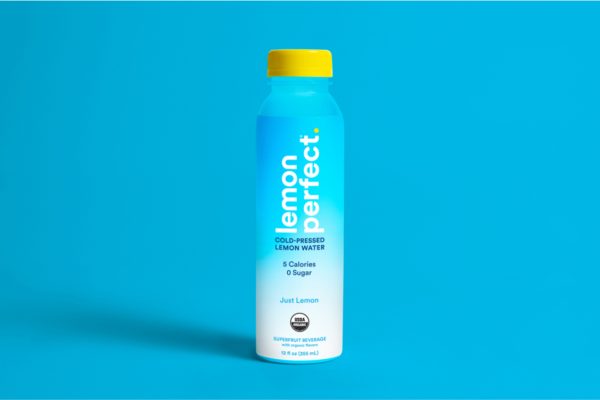 lemon
perfect.
COLD-PRESSED
LEMON WATER
5 Calories
0 Sugar
Just Lemon
USDA
ORGANIC
SUPERFRUIT BEVERAGE
with organic flavors
12 fl oz (355 mL)